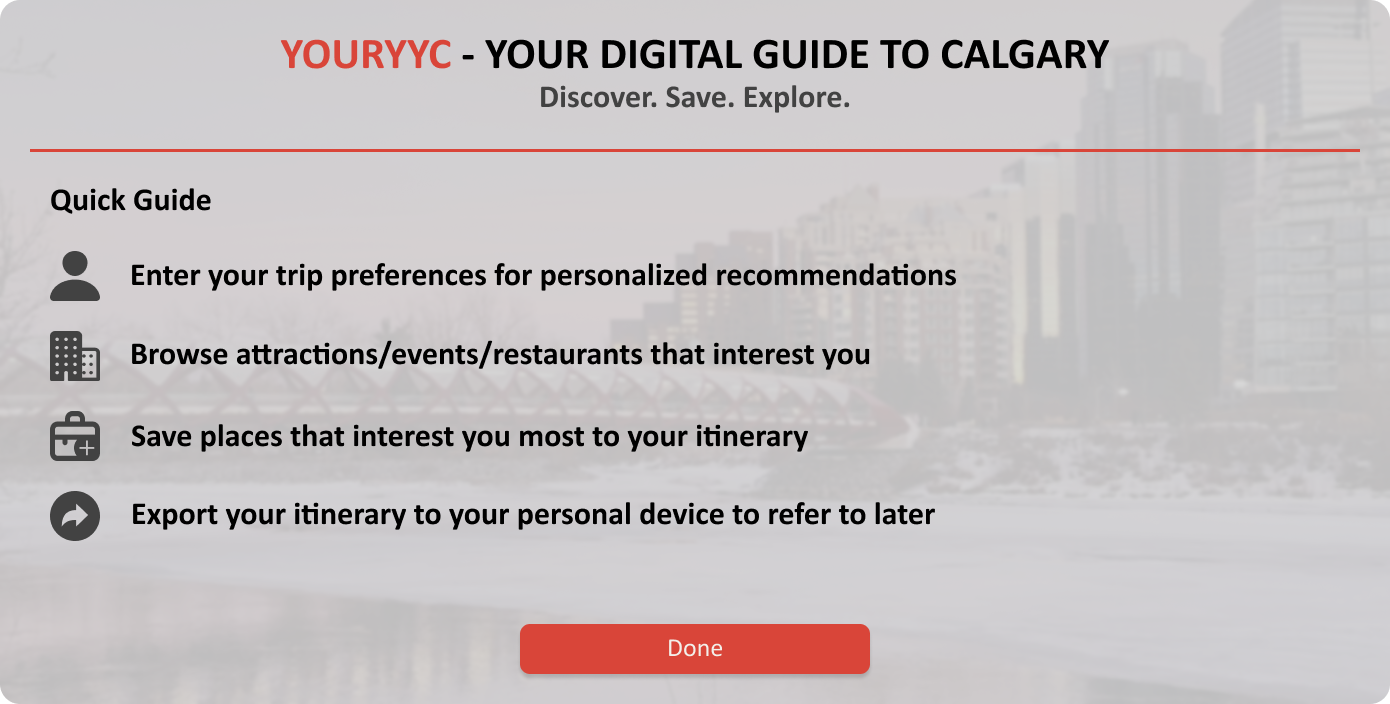 YOURYYC - YOUR DIGITAL GUIDE TO CALGARY
Discover. Save. Explore.
Quick Guide
Enter your trip preferences for personalized recommendations
Browse attractions/events/restaurants that interest you
Save places that interest you most to your itinerary
Export your itinerary to your personal device to refer to later
Done